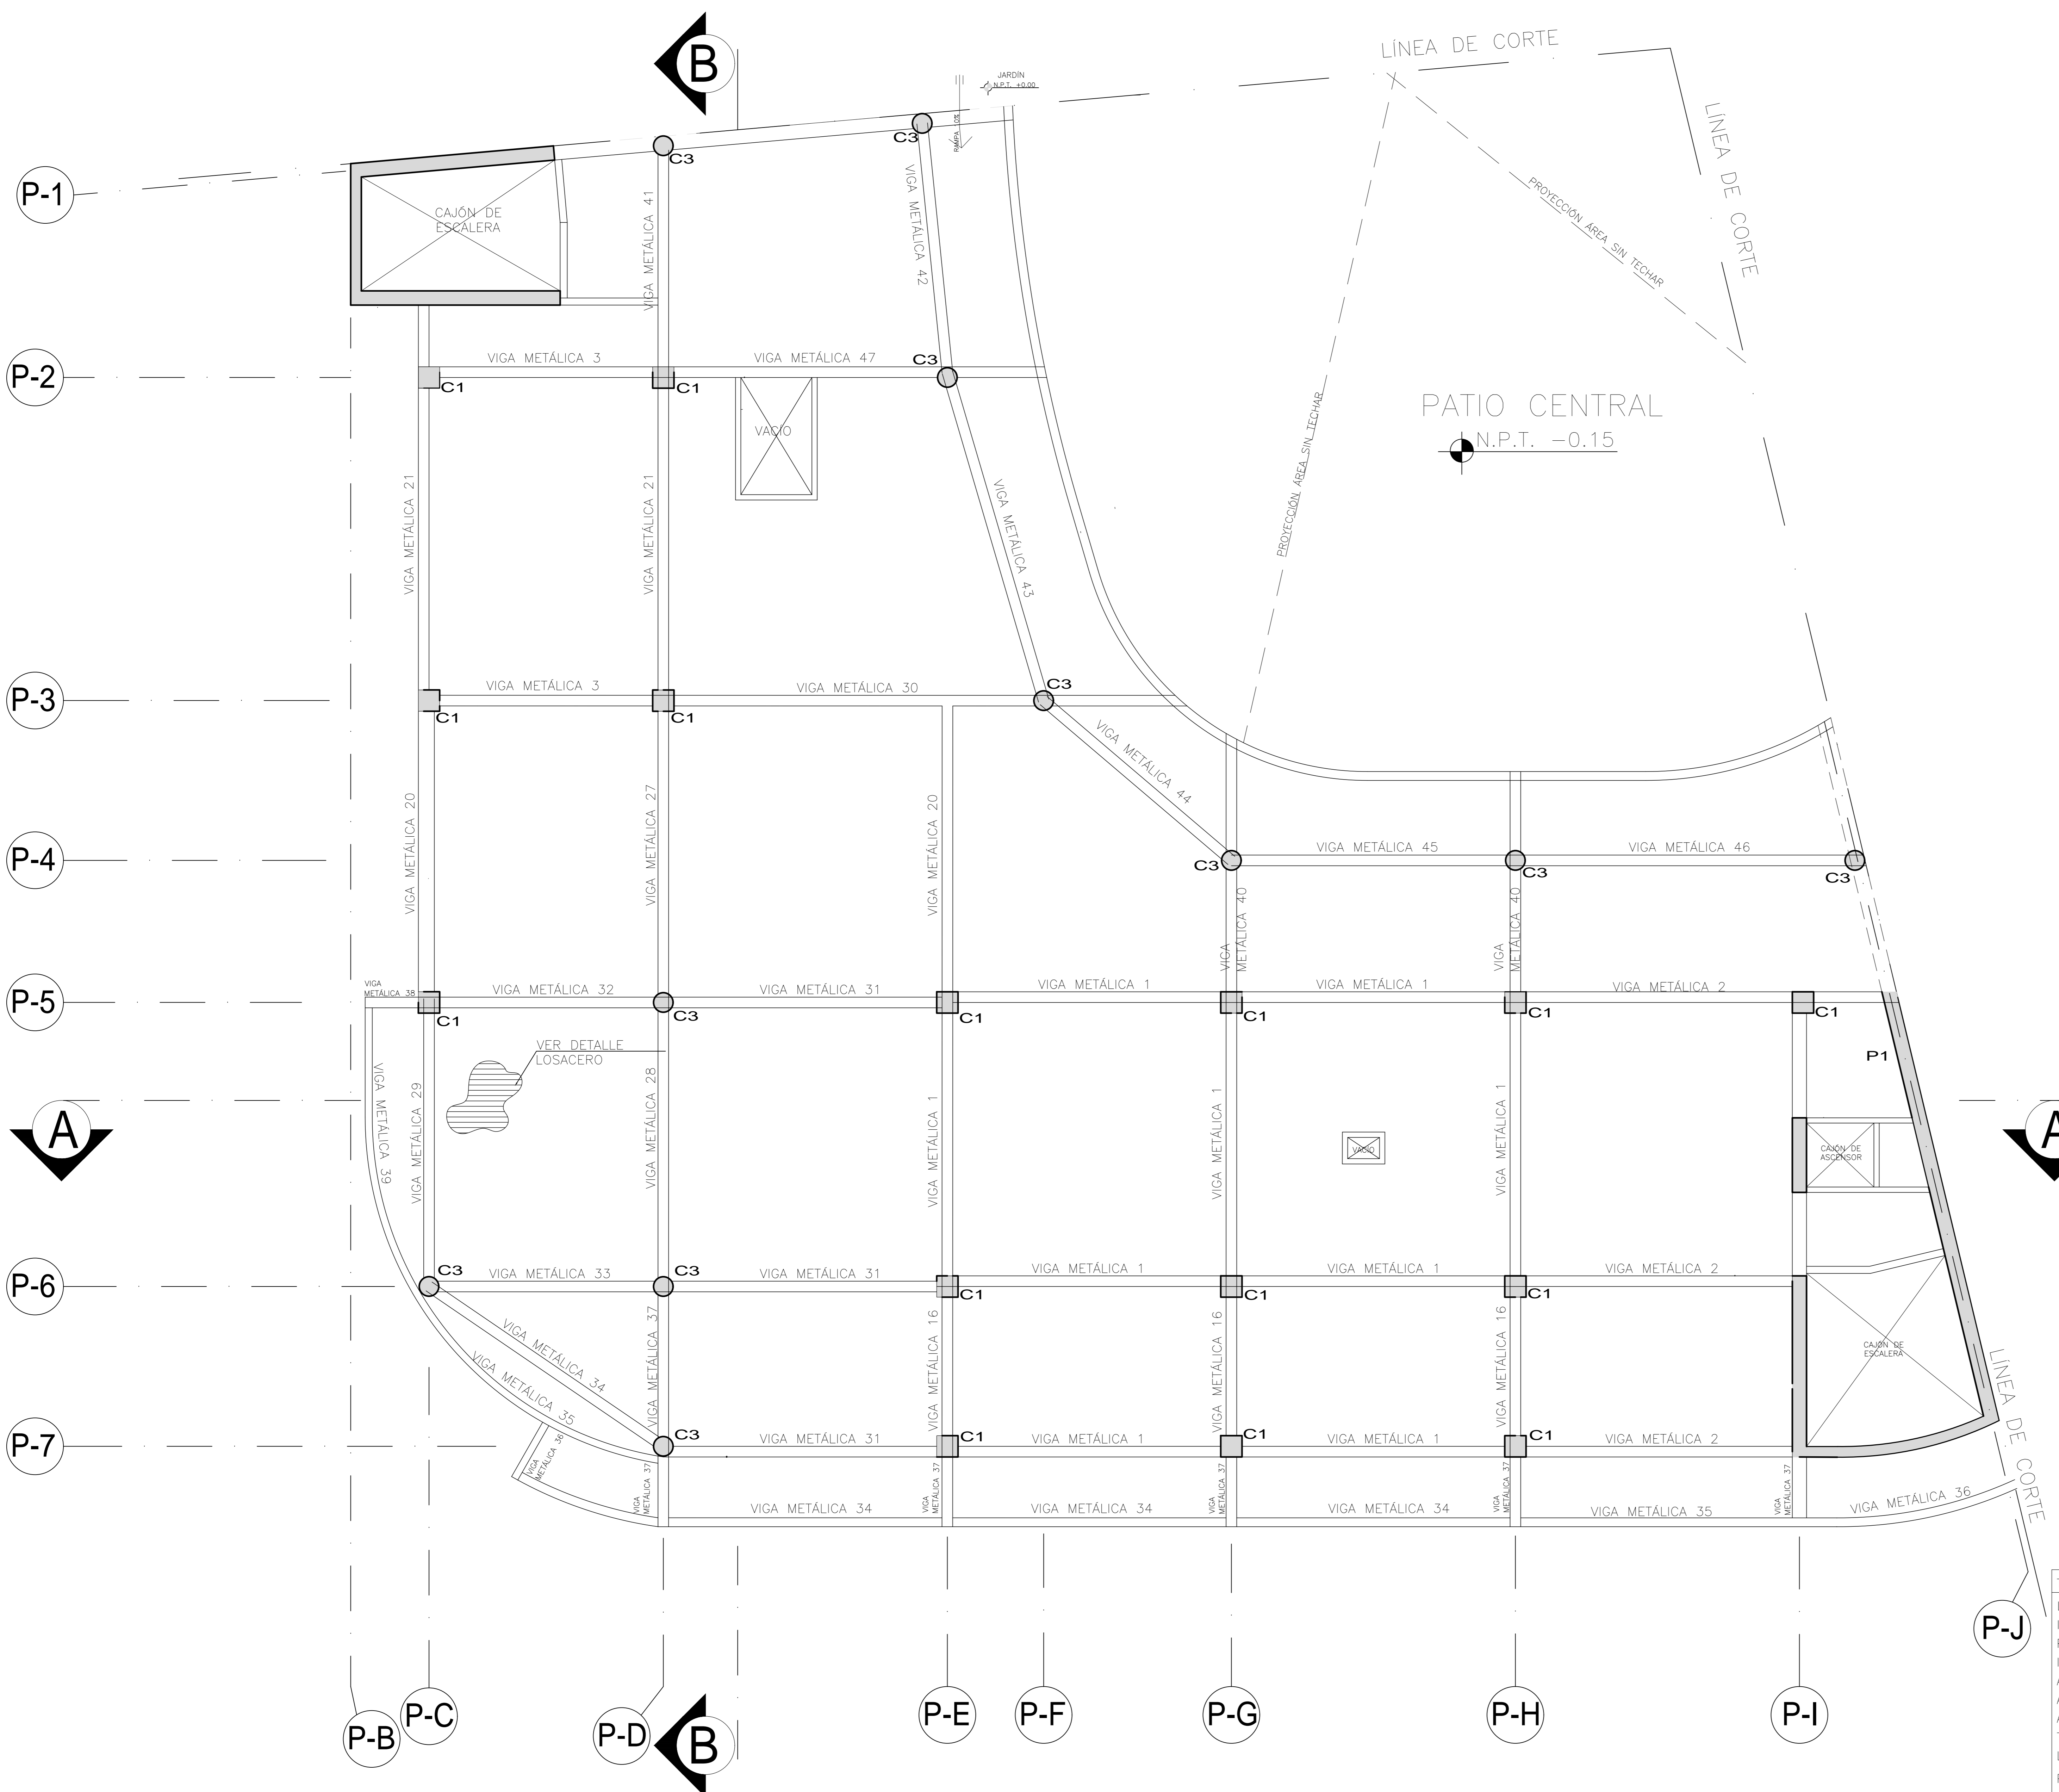 B
LÍNEA DE CORTE
JARDÍN
N.P.T. +0.00
RAMPA 10%
C3
C3
LÍNEA DE CORTE
P-1
CAJÓN DE
ESCALERA
VIGA METÁLICA 41
VIGA METÁLICA 42
PROYECCIÓN ÁREA SIN TECHAR
P-2
VIGA METÁLICA 3
VIGA METÁLICA 47
C3
C1
C1
VACÍO
PROYECCIÓN ÁREA SIN TECHAR
PATIO CENTRAL
N.P.T. -0.15
VIGA METÁLICA 21
VIGA METÁLICA 21
VIGA METÁLICA 43
P-3
VIGA METÁLICA 3
VIGA METÁLICA 30
C3
C1
C1
VIGA METÁLICA 44
VIGA METÁLICA 20
VIGA METÁLICA 27
VIGA METÁLICA 20
P-4
VIGA METÁLICA 45
VIGA METÁLICA 46
C3
C3
C3
VIGA
METÁLICA 40
VIGA
METÁLICA 40
P-5
VIGA
METÁLICA 38
VIGA METÁLICA 32
VIGA METÁLICA 31
VIGA METÁLICA 1
VIGA METÁLICA 1
VIGA METÁLICA 2
C1
C3
C1
C1
C1
C1
VER DETALLE
LOSACERO
P1
VIGA METÁLICA 39
VIGA METÁLICA 29
VIGA METÁLICA 28
VIGA METÁLICA 1
VIGA METÁLICA 1
VIGA METÁLICA 1
A
A
VACÍO
CAJÓN DE
ASCENSOR
P-6
C3
VIGA METÁLICA 33
C3
VIGA METÁLICA 31
VIGA METÁLICA 1
VIGA METÁLICA 1
VIGA METÁLICA 2
C1
C1
C1
VIGA METÁLICA 34
VIGA METÁLICA 35
VIGA METÁLICA 37
VIGA METÁLICA 16
VIGA METÁLICA 16
VIGA METÁLICA 16
CAJÓN DE
ESCALERA
LÍNEA DE CORTE
P-7
C3
VIGA METÁLICA 31
C1
VIGA METÁLICA 1
C1
VIGA METÁLICA 1
C1
VIGA METÁLICA 2
VIGA
METÁLICA 36
VIGA
METÁLICA 37
VIGA
METÁLICA 37
VIGA
METÁLICA 37
VIGA
METÁLICA 37
VIGA
METÁLICA 37
VIGA METÁLICA 34
VIGA METÁLICA 34
VIGA METÁLICA 34
VIGA METÁLICA 35
VIGA METÁLICA 36
P-J
P-B
P-C
P-D
B
P-E
P-F
P-G
P-H
P-I